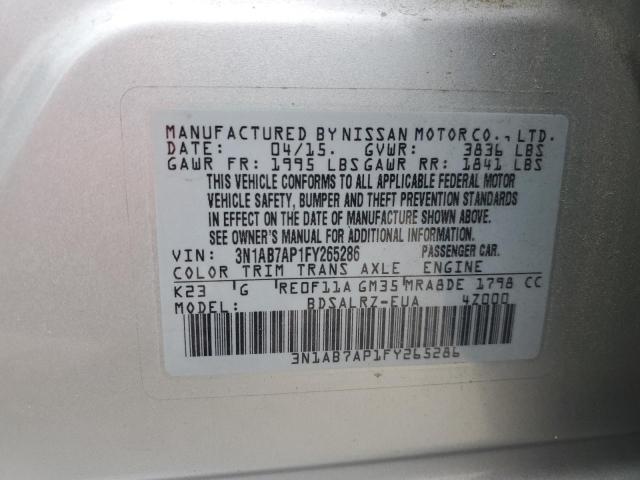 MANUFACTURED BY NISSAN MOTOR CO., LTD.
DATE: 04/15. GVWR: 3836 LBS
GAWR FR: 1995 LBS GAWR RR: 1841 LBS
THIS VEHICLE CONFORMS TO ALL APPLICABLE FEDERAL MOTOR
VEHICLE SAFETY, BUMPER AND THEFT PREVENTION STANDARDS
IN EFFECT ON THE DATE OF MANUFACTURE SHOWN ABOVE.
SEE OWNER'S MANUAL FOR ADDITIONAL INFORMATION.
VIN: 3N1AB7AP1FY265286 PASSENGER CAR.
COLOR TRIM TRANS AXLE ENGINE
K23 G RE0F11A GM35 MRA8DE 1798 CC
MODEL: BDSALRZ-EUA 4Z000
3N1AB7AP1FY265286